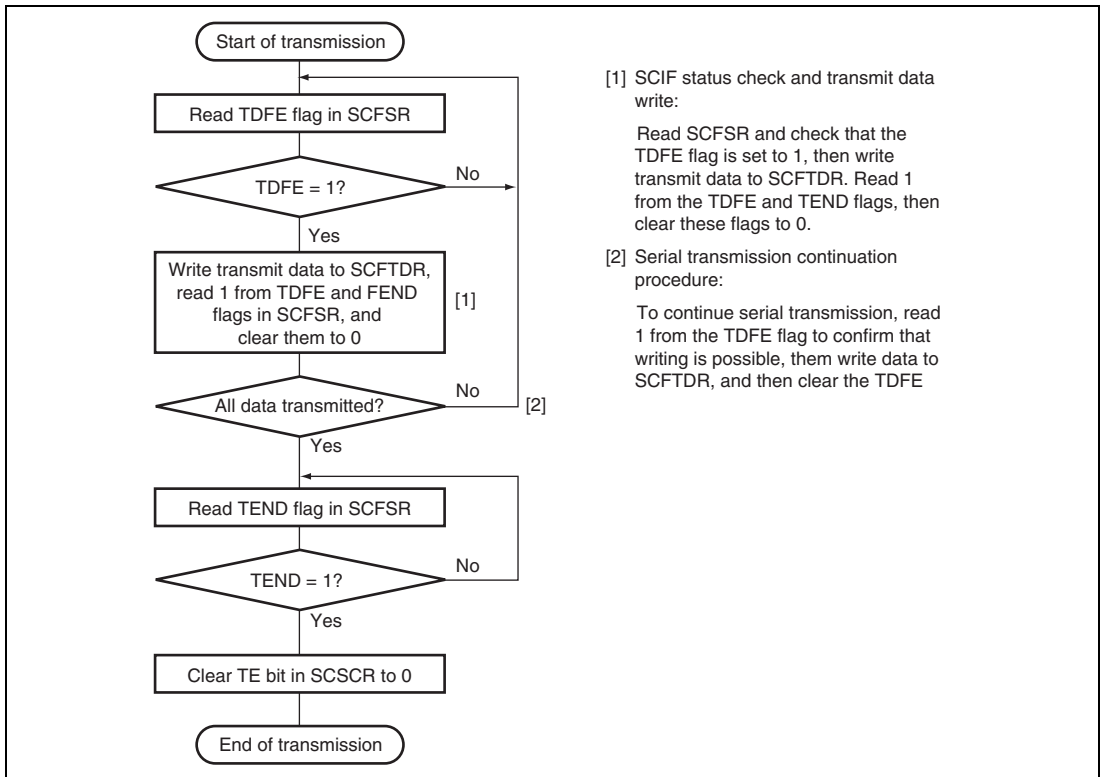 Start of transmission
Read TDFE flag in SCFSR
TDFE = 1?
No
Yes
Write transmit data to SCFTDR,
read 1 from TDFE and FEND
flags in SCFSR, and
clear them to 0
[1]
All data transmitted?
No
[2]
Yes
Read TEND flag in SCFSR
TEND = 1?
No
Yes
Clear TE bit in SCSCR to 0
End of transmission
[1] SCIF status check and transmit data
write:
Read SCFSR and check that the
TDFE flag is set to 1, then write
transmit data to SCFTDR. Read 1
from the TDFE and TEND flags, then
clear these flags to 0.
[2] Serial transmission continuation
procedure:
To continue serial transmission, read
1 from the TDFE flag to confirm that
writing is possible, them write data to
SCFTDR, and then clear the TDFE